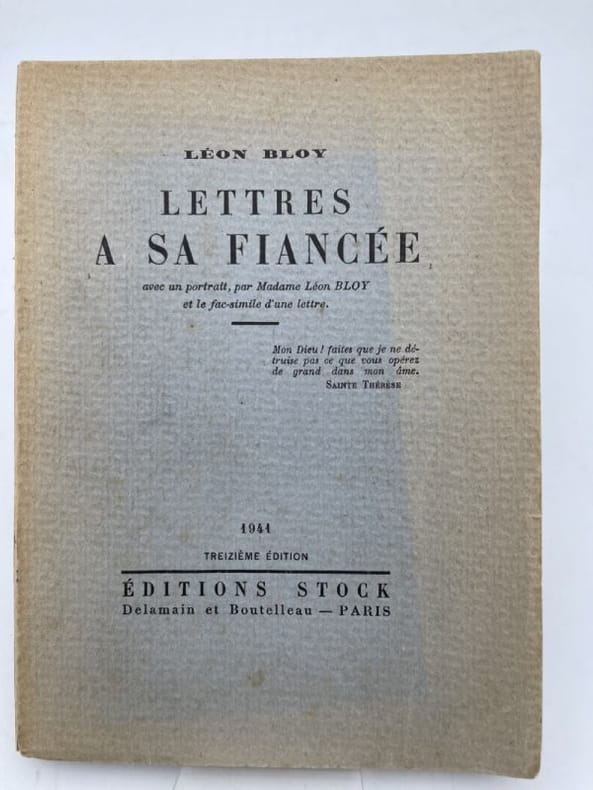 LÉON BLOY
LETTRES
A SA FIANCÉE
avec un portrait, par Madame Léon BLOY
et le fac-simile d'une lettre.
Mon Dieu ! faites que je ne dé-
truise pas ce que vous opérez
de grand dans mon âme.
SAINTE THÉRÈSE
1941
TREIZIÈME ÉDITION
ÉDITIONS STOCK
Delamain et Boutelleau — PARIS